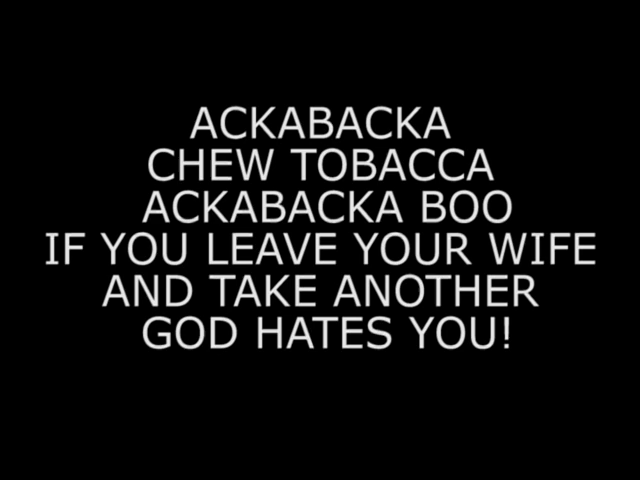 ACKABACKA
CHEW TOBACCA
ACKABACKA BOO
IF YOU LEAVE YOUR WIFE
AND TAKE ANOTHER
GOD HATES YOU!